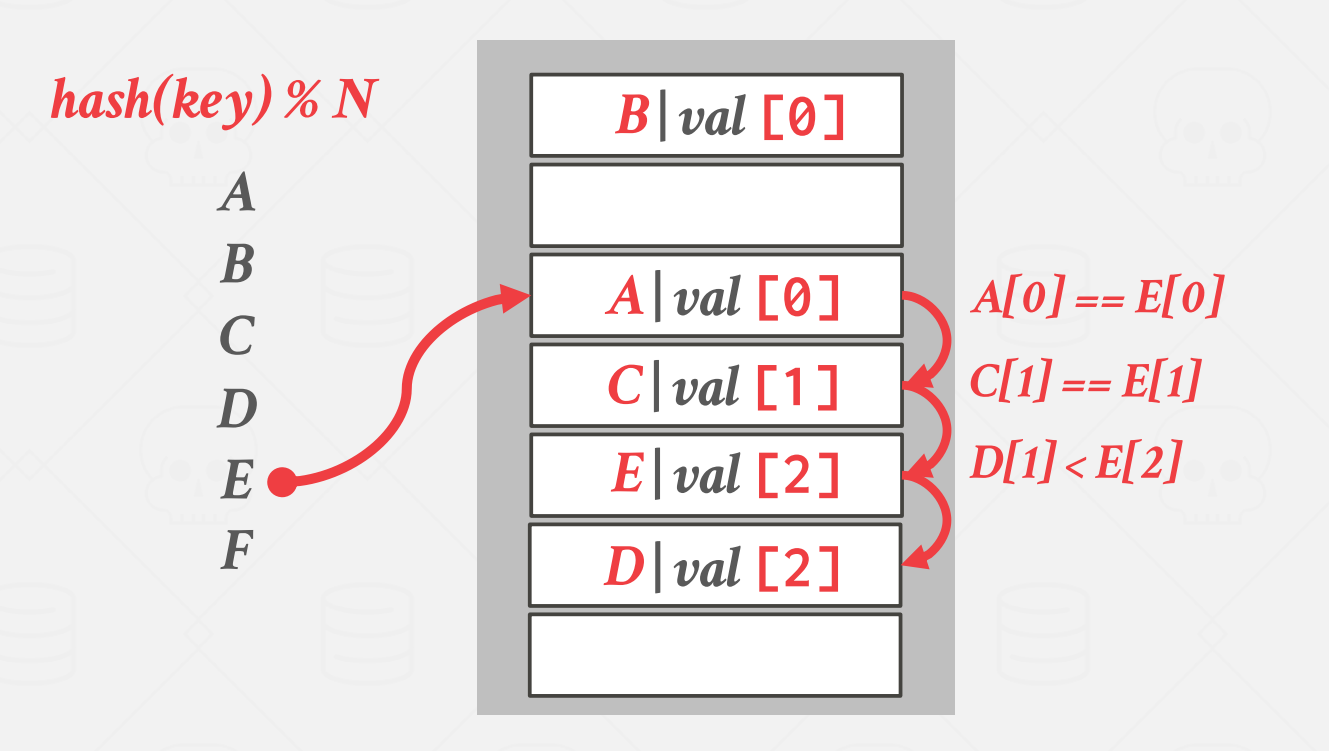 hash(key) % N
A
B
C
D
E
F
B|val [0]
A|val [0]
C|val [1]
E|val [2]
D|val [2]
A[0] == E[0]
C[1] == E[1]
D[1] < E[2]